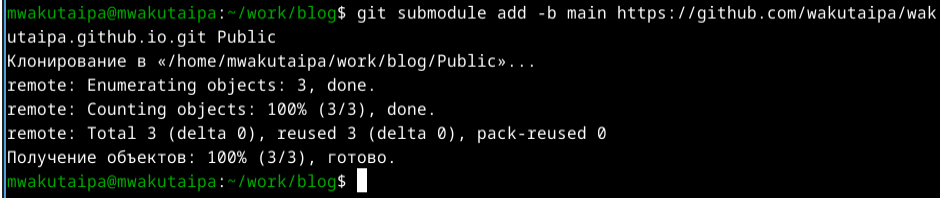 mwakutaipa@mwakutaipa:~/work/blog$ git submodule add -b main https://github.com/wakutaipa/wak
utaipa.github.io.git Public
Клонирование в «/home/mwakutaipa/work/blog/Public»...
remote: Enumerating objects: 3, done.
remote: Counting objects: 100% (3/3), done.
remote: Total 3 (delta 0), reused 3 (delta 0), pack-reused 0
Получение объектов: 100% (3/3), готово.
mwakutaipa@mwakutaipa:~/work/blog$